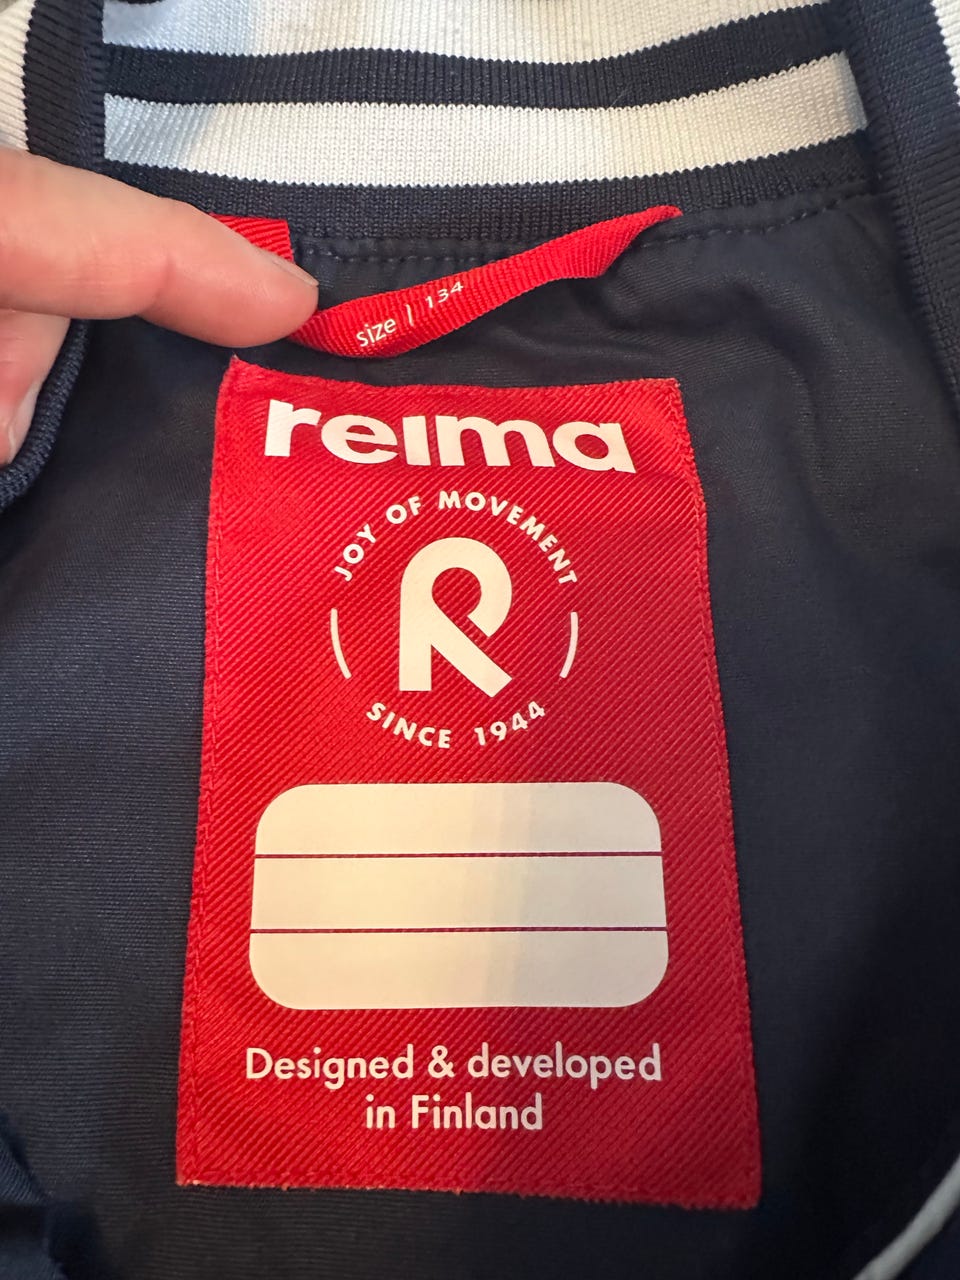 size | 134
reima
JOY OF MOVEMENT
R
SINCE 1944
Designed & developed
in Finland